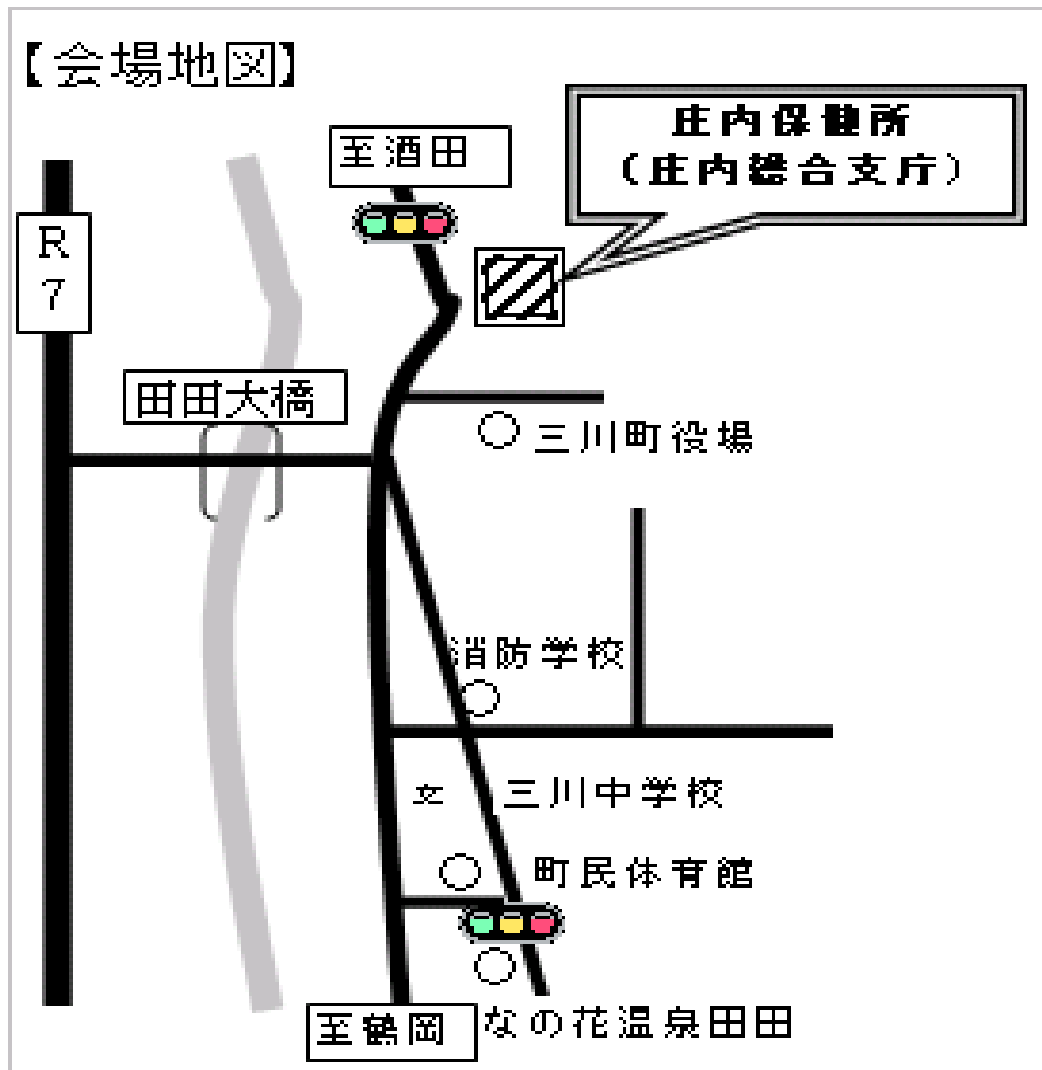 【会場地図】
庄内保健所
（庄内総合支庁）
至酒田
R
7
田田大橋
三川町役場
消防学校
文
三川中学校
町民体育館
至鶴岡
なの花温泉田田